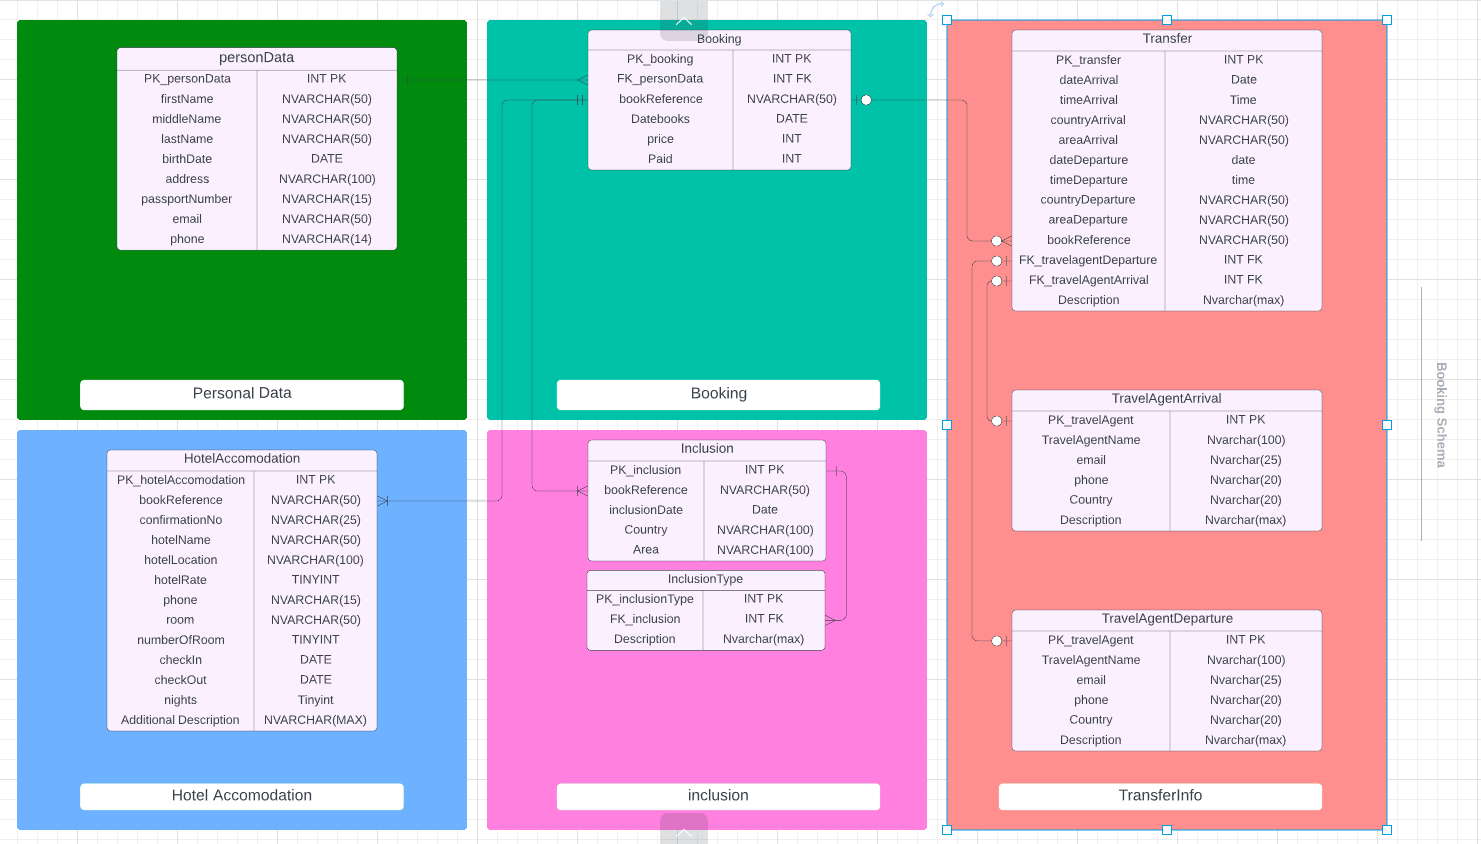 personData
PK_personData INT PK
firstName NVARCHAR(50)
middleName NVARCHAR(50)
lastName NVARCHAR(50)
birthDate DATE
address NVARCHAR(100)
passportNumber NVARCHAR(15)
email NVARCHAR(50)
phone NVARCHAR(14)
Personal Data
Booking
PK_booking INT PK
FK_personData INT FK
bookReference NVARCHAR(50)
Datebooks DATE
price INT
Paid INT
Booking
Transfer
PK_transfer INT PK
dateArrival Date
timeArrival Time
countryArrival NVARCHAR(50)
areaArrival NVARCHAR(50)
dateDeparture date
timeDeparture time
countryDeparture NVARCHAR(50)
areaDeparture NVARCHAR(50)
bookReference NVARCHAR(50)
FK_travelagentDeparture INT FK
FK_travelAgentArrival INT FK
Description Nvarchar(max)
TravelAgentArrival
PK_travelAgent INT PK
TravelAgentName Nvarchar(100)
email Nvarchar(25)
phone Nvarchar(20)
Country Nvarchar(20)
Description Nvarchar(max)
TravelAgentDeparture
PK_travelAgent INT PK
TravelAgentName Nvarchar(100)
email Nvarchar(25)
phone Nvarchar(20)
Country Nvarchar(20)
Description Nvarchar(max)
TransferInfo
HotelAccomodation
PK_hotelAccomodation INT PK
bookReference NVARCHAR(50)
confirmationNo NVARCHAR(25)
hotelName NVARCHAR(50)
hotelLocation NVARCHAR(100)
hotelRate TINYINT
phone NVARCHAR(15)
room NVARCHAR(50)
numberOfRoom TINYINT
checkIn DATE
checkOut DATE
nights Tinyint
Additional Description NVARCHAR(MAX)
Hotel Accomodation
Inclusion
PK_inclusion INT PK
bookReference NVARCHAR(50)
inclusionDate Date
Country NVARCHAR(100)
Area NVARCHAR(100)
InclusionType
PK_inclusionType INT PK
FK_inclusion INT FK
Description Nvarchar(max)
inclusion
Booking Schema